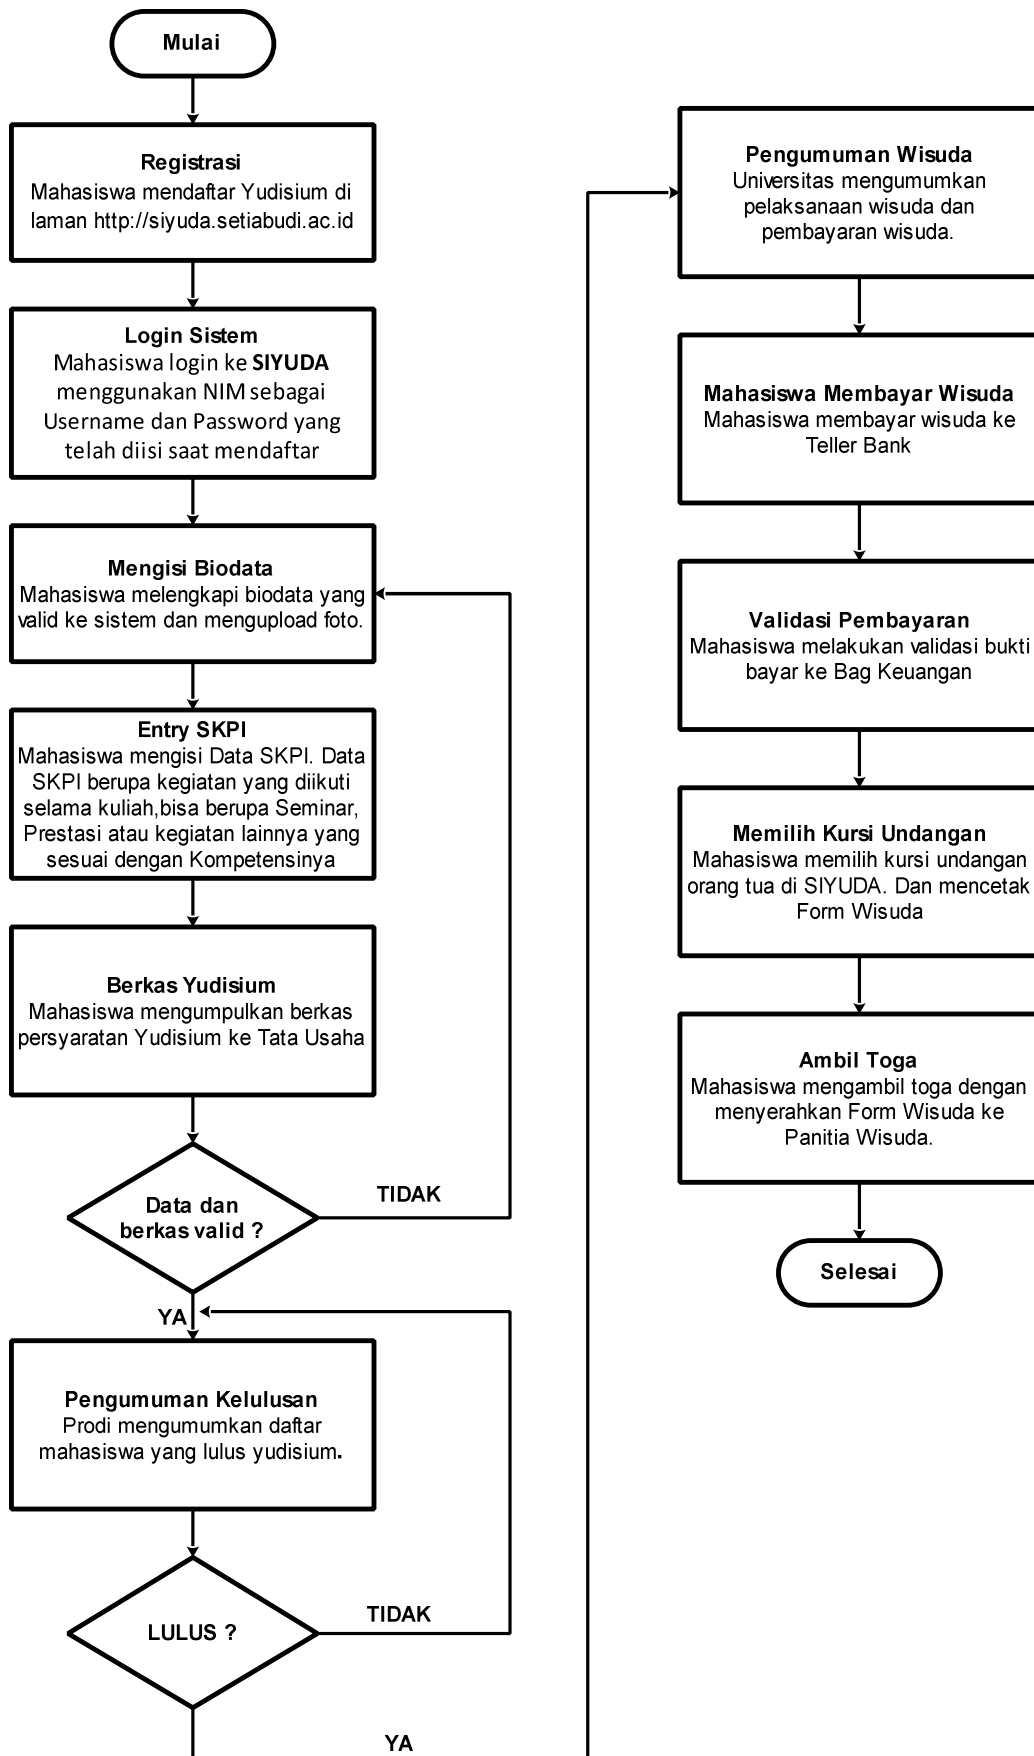 Mulai
Registrasi
Mahasiswa mendaftar Yudisium di
laman http://siyuda.setiabudi.ac.id
Login Sistem
Mahasiswa login ke SIYUDA
menggunakan NIM sebagai
Username dan Password yang
telah diisi saat mendaftar
Mengisi Biodata
Mahasiswa melengkapi biodata yang
valid ke sistem dan mengupload foto.
Entry SKPI
Mahasiswa mengisi Data SKPI. Data
SKPI berupa kegiatan yang diikuti
selama kuliah,bisa berupa Seminar,
Prestasi atau kegiatan lainnya yang
sesuai dengan Kompetensinya
Berkas Yudisium
Mahasiswa mengumpulkan berkas
persyaratan Yudisium ke Tata Usaha
Data dan
berkas valid ?
TIDAK
YA
Pengumuman Kelulusan
Prodi mengumumkan daftar
mahasiswa yang lulus yudisium.
LULUS ?
TIDAK
YA
Pengumuman Wisuda
Universitas mengumumkan
pelaksanaan wisuda dan
pembayaran wisuda.
Mahasiswa Membayar Wisuda
Mahasiswa membayar wisuda ke
Teller Bank
Validasi Pembayaran
Mahasiswa melakukan validasi bukti
bayar ke Bag Keuangan
Memilih Kursi Undangan
Mahasiswa memilih kursi undangan
orang tua di SIYUDA. Dan mencetak
Form Wisuda
Ambil Toga
Mahasiswa mengambil toga dengan
menyerahkan Form Wisuda ke
Panitia Wisuda.
Selesai